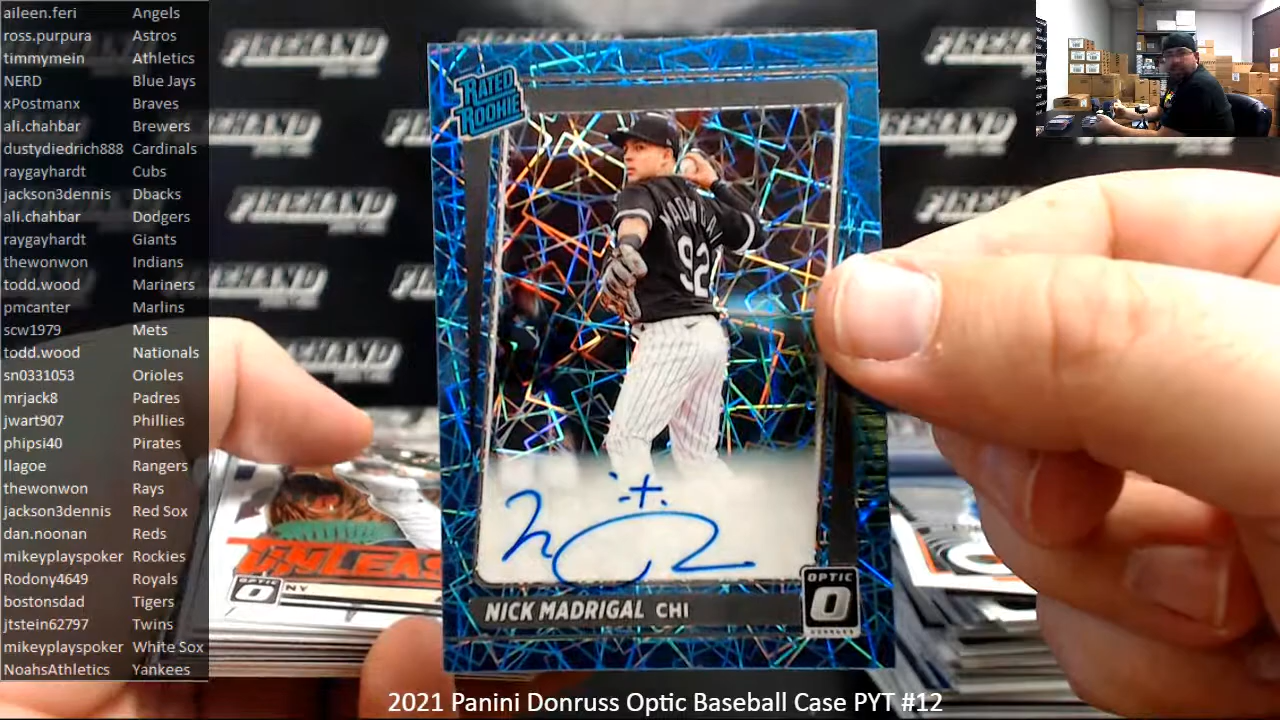 aileen.feri Angels
ross.purpura Astros
timmymein Athletics
NERD Blue Jays
xPostmanx Braves
ali.chahbar Brewers
dustydiedrich888 Cardinals
raygayhardt Cubs
jackson3dennis Dbacks
ali.chahbar Dodgers
raygayhardt Giants
thewonwon Indians
todd.wood Mariners
pmcanter Marlins
scw1979 Mets
todd.wood Nationals
sn0331053 Orioles
mrjack8 Padres
jwart907 Phillies
phipsi40 Pirates
llagoe Rangers
thewonwon Rays
jackson3dennis Red Sox
dan.noonan Reds
mikeyplayspoker Rockies
Rodony4649 Royals
bostonsdad Tigers
jtstein62797 Twins
mikeyplayspoker White Sox
NoahsAthletics Yankees
FIREHAND
FIREHAND
FIREHAND
RATED
ROOKIE
92
NICK MADRIGAL CHI
OPTIC
DONRUSS
OPTIC
NY
2021 Panini Donruss Optic Baseball Case PYT #12